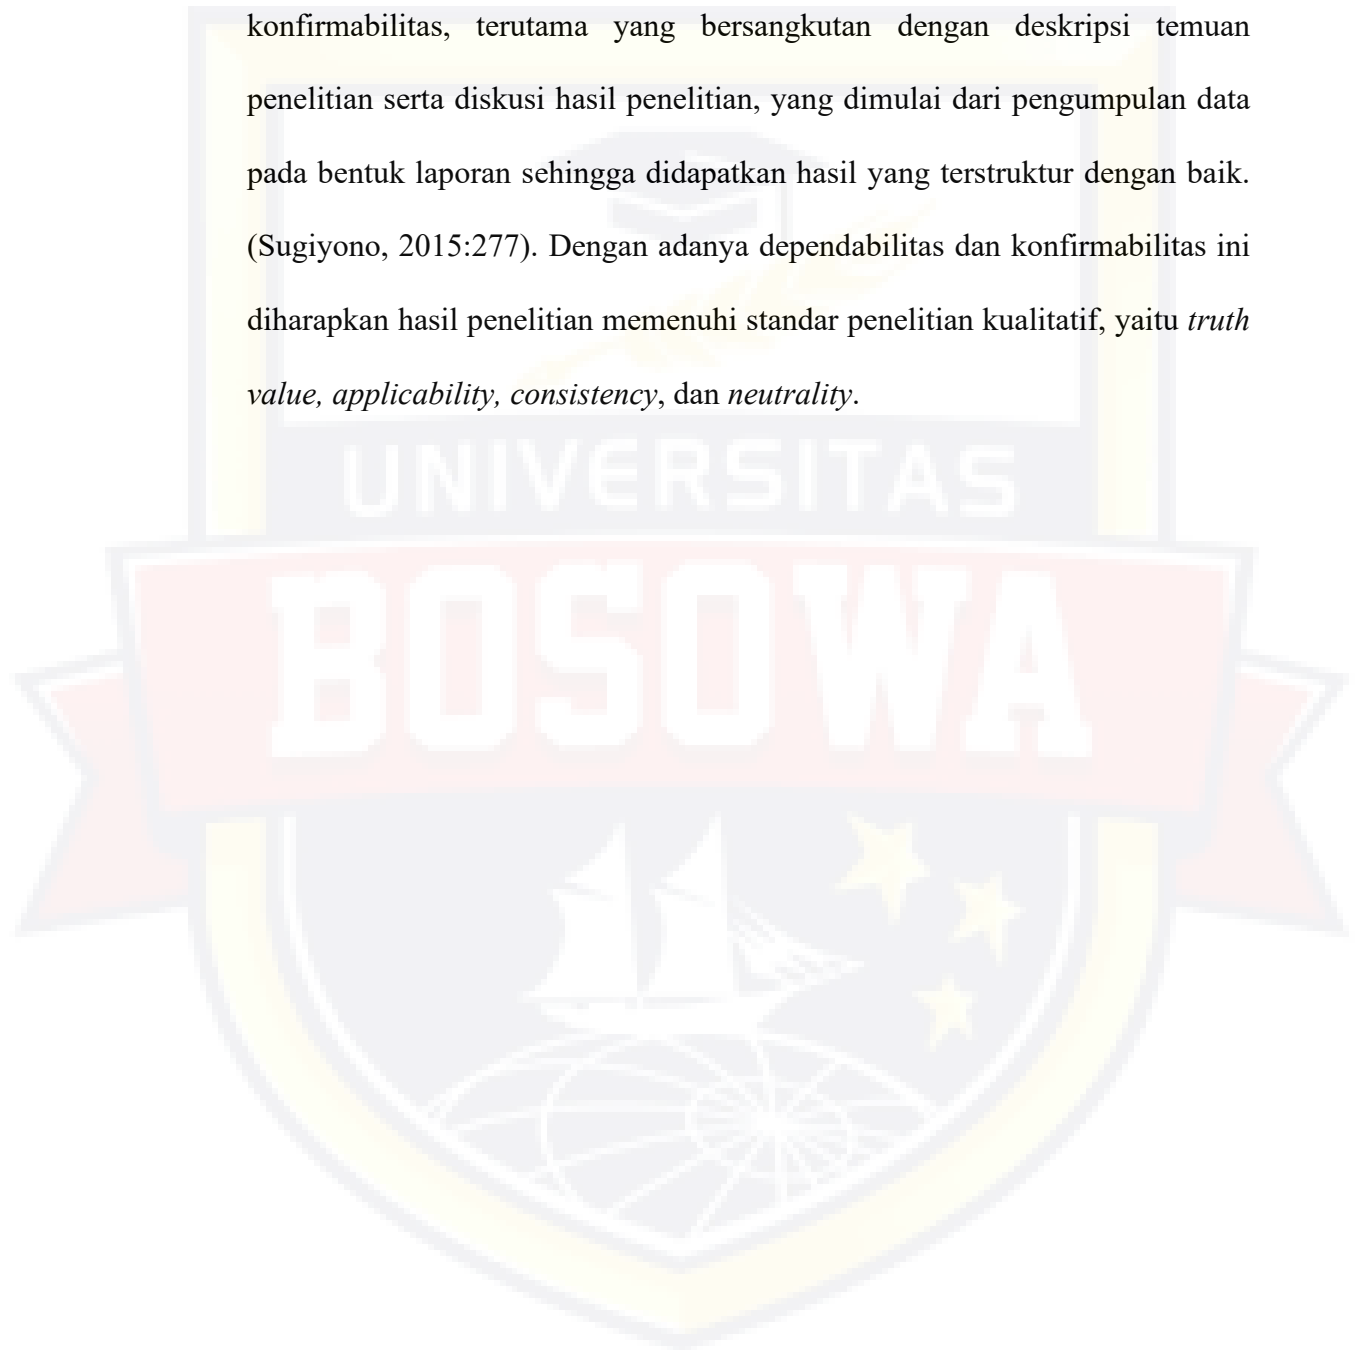 konfirmabilitas, terutama yang bersangkutan dengan deskripsi temuan
penelitian serta diskusi hasil penelitian, yang dimulai dari pengumpulan data
pada bentuk laporan sehingga didapatkan hasil yang terstruktur dengan baik.
(Sugiyono, 2015:277). Dengan adanya dependabilitas dan konfirmabilitas ini
diharapkan hasil penelitian memenuhi standar penelitian kualitatif, yaitu truth
value, applicability, consistency, dan neutrality.
UNIVERSITAS
BOSOWA